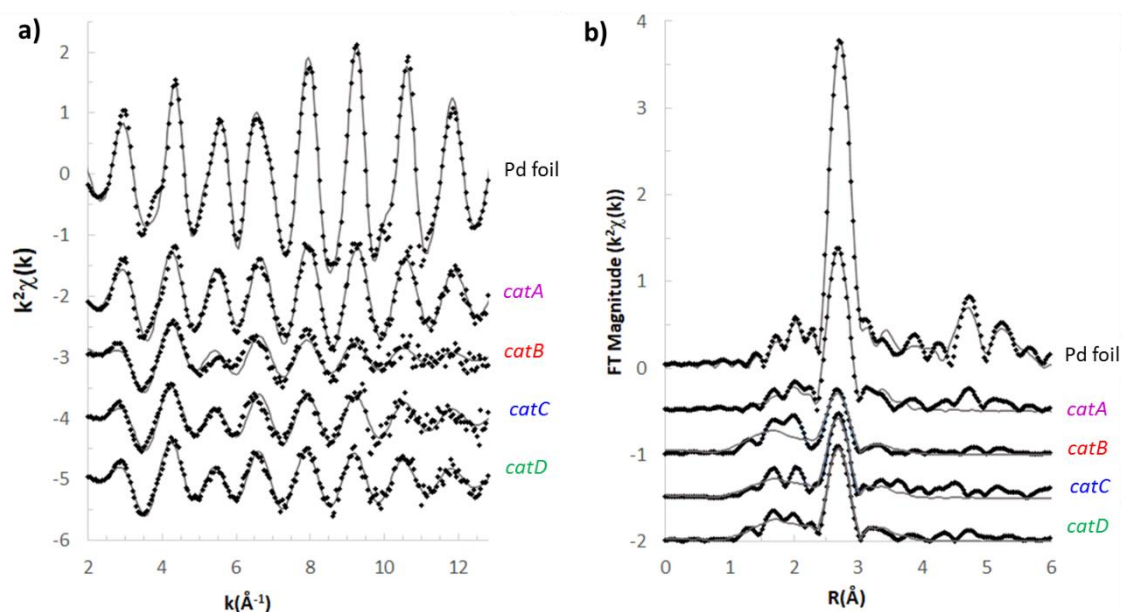 a)
k²χ(k)
2
1
0
-1
-2
-3
-4
-5
-6
2 4 6 8 10 12
k(Å⁻¹)
Pd foil
catA
catB
catC
catD
b)
FT Magnitude (k²χ(k))
4
3
2
1
0
-1
-2
0 1 2 3 4 5 6
R(Å)
Pd foil
catA
catB
catC
catD